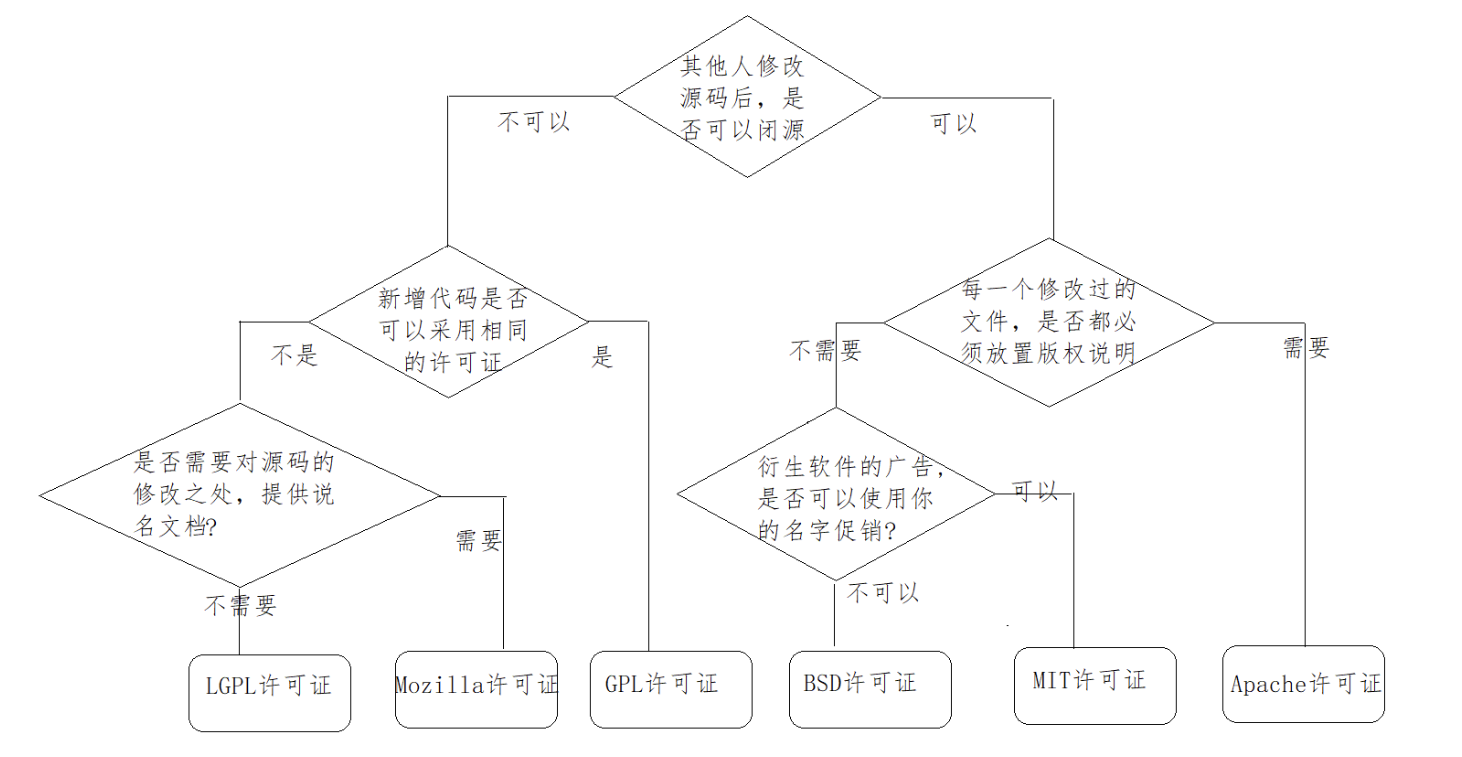 其他人修改
源码后，是
否可以闭源
不可以
可以
新增代码是否
可以采用相同
的许可证
每一个修改过的
文件，是否都必
须放置版权说明
不是
是
不需要
需要
是否需要对源码的
修改之处，提供说
名文档?
衍生软件的广告，
是否可以使用你
的名字促销?
可以
需要
不需要
不可以
LGPL许可证
Mozilla许可证
GPL许可证
BSD许可证
MIT许可证
Apache许可证